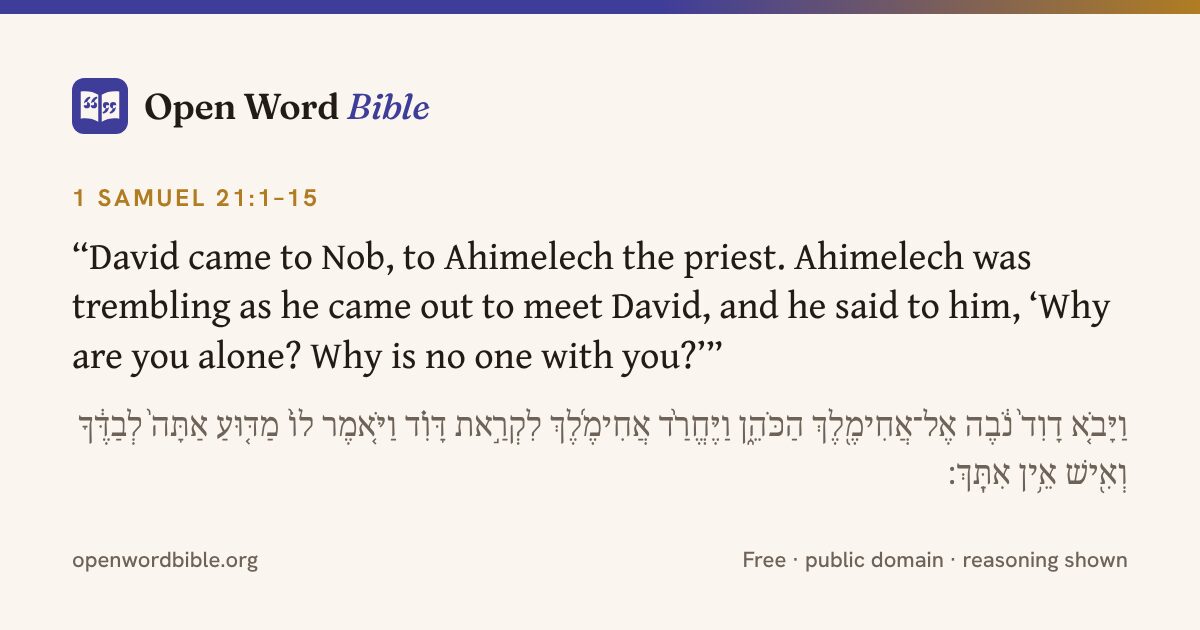 Open Word Bible
1 SAMUEL 21:1–15
“David came to Nob, to Ahimelech the priest. Ahimelech was
trembling as he came out to meet David, and he said to him, ‘Why
are you alone? Why is no one with you?’”
וַיָּבֹ֤א דָוִד֙ נֹ֔בֶה אֶל־אֲחִימֶ֖לֶךְ הַכֹּהֵ֑ן וַיֶּחֱרַ֨ד אֲחִימֶ֜לֶךְ לִקְרַ֣את דָּוִ֗ד וַיֹּ֤אמֶר לוֹ֙ מַדּ֤וּעַ אַתָּה֙ לְבַדֶּ֔ךָ
וְאִ֖ישׁ אֵ֥ין אִתָּֽךְ׃
openwordbible.org
Free · public domain · reasoning shown